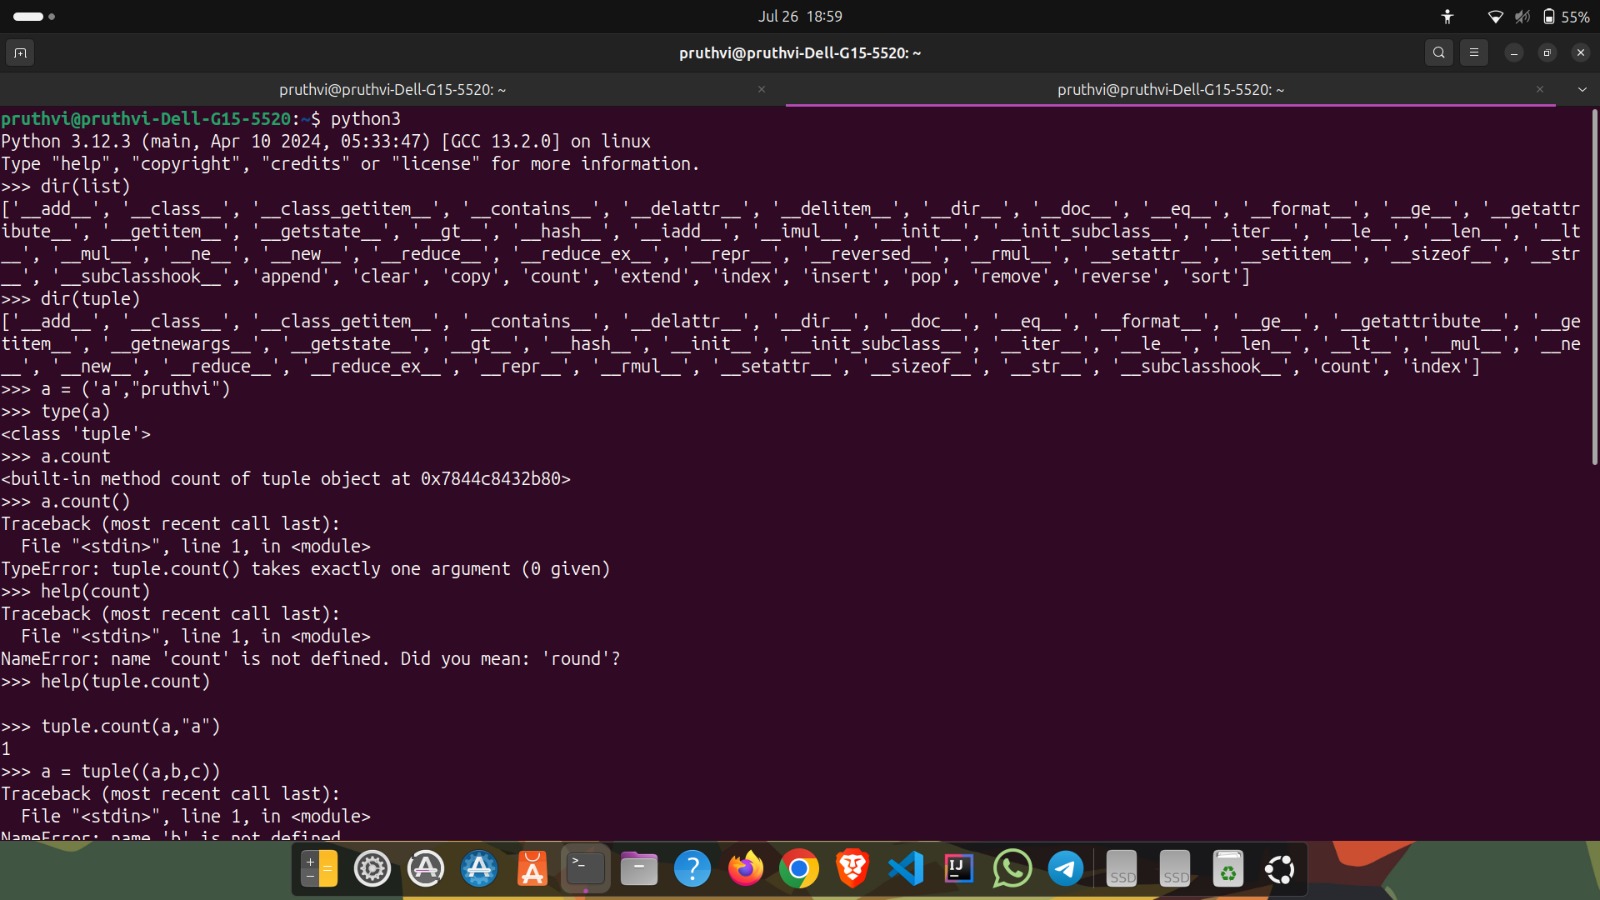 Jul 26 18:59
55%
pruthvi@pruthvi-Dell-G15-5520: ~
pruthvi@pruthvi-Dell-G15-5520: ~
pruthvi@pruthvi-Dell-G15-5520: ~
pruthvi@pruthvi-Dell-G15-5520:~$ python3
Python 3.12.3 (main, Apr 10 2024, 05:33:47) [GCC 13.2.0] on linux
Type "help", "copyright", "credits" or "license" for more information.
>>> dir(list)
['__add__', '__class__', '__class_getitem__', '__contains__', '__delattr__', '__delitem__', '__dir__', '__doc__', '__eq__', '__format__', '__ge__', '__getattr
ibute__', '__getitem__', '__getstate__', '__gt__', '__hash__', '__iadd__', '__imul__', '__init__', '__init_subclass__', '__iter__', '__le__', '__len__', '__lt
__', '__mul__', '__ne__', '__new__', '__reduce__', '__reduce_ex__', '__repr__', '__reversed__', '__rmul__', '__setattr__', '__setitem__', '__sizeof__', '__str
__', '__subclasshook__', 'append', 'clear', 'copy', 'count', 'extend', 'index', 'insert', 'pop', 'remove', 'reverse', 'sort']
>>> dir(tuple)
['__add__', '__class__', '__class_getitem__', '__contains__', '__delattr__', '__dir__', '__doc__', '__eq__', '__format__', '__ge__', '__getattribute__', '__ge
titem__', '__getnewargs__', '__getstate__', '__gt__', '__hash__', '__init__', '__init_subclass__', '__iter__', '__le__', '__len__', '__lt__', '__mul__', '__ne
__', '__new__', '__reduce__', '__reduce_ex__', '__repr__', '__rmul__', '__setattr__', '__sizeof__', '__str__', '__subclasshook__', 'count', 'index']
>>> a = ('a',"pruthvi")
>>> type(a)
<class 'tuple'>
>>> a.count
<built-in method count of tuple object at 0x7844c8432b80>
>>> a.count()
Traceback (most recent call last):
  File "<stdin>", line 1, in <module>
TypeError: tuple.count() takes exactly one argument (0 given)
>>> help(count)
Traceback (most recent call last):
  File "<stdin>", line 1, in <module>
NameError: name 'count' is not defined. Did you mean: 'round'?
>>> help(tuple.count)
>>> tuple.count(a,"a")
1
>>> a = tuple((a,b,c))
Traceback (most recent call last):
  File "<stdin>", line 1, in <module>
NameError: name 'b' is not defined
SSD
SSD